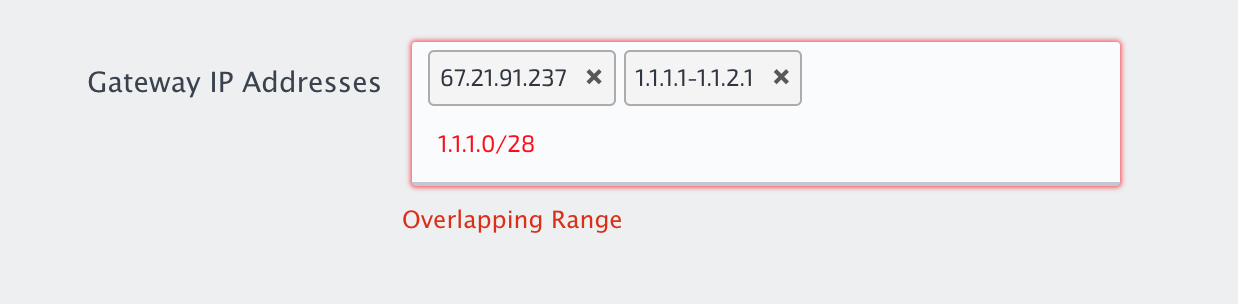 Gateway IP Addresses
67.21.91.237 ✖ 1.1.1.1-1.1.2.1 ✖
1.1.1.0/28
Overlapping Range